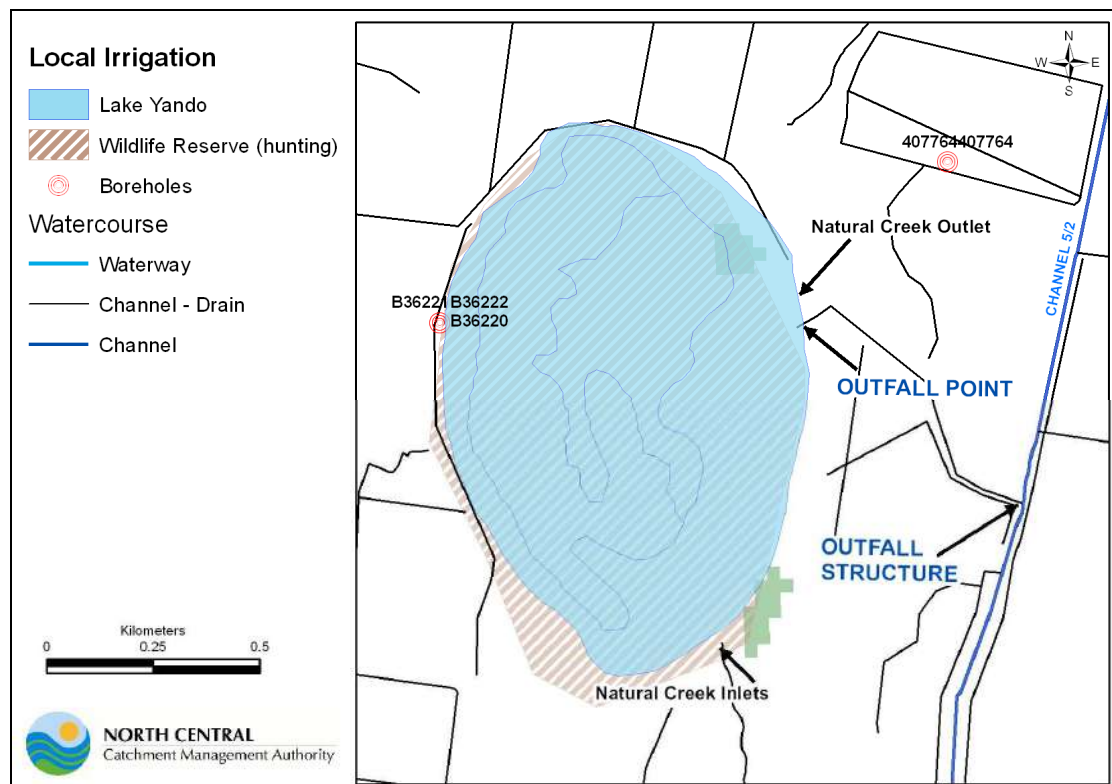 Local Irrigation
Lake Yando
Wildlife Reserve (hunting)
Boreholes
Watercourse
Waterway
Channel - Drain
Channel
Kilometers
0 0.25 0.5
NORTH CENTRAL
Catchment Management Authority
N
W E
S
407764407764
Natural Creek Outlet
CHANNEL 5/2
B36221 B36222
B36220
OUTFALL POINT
OUTFALL
STRUCTURE
Natural Creek Inlets